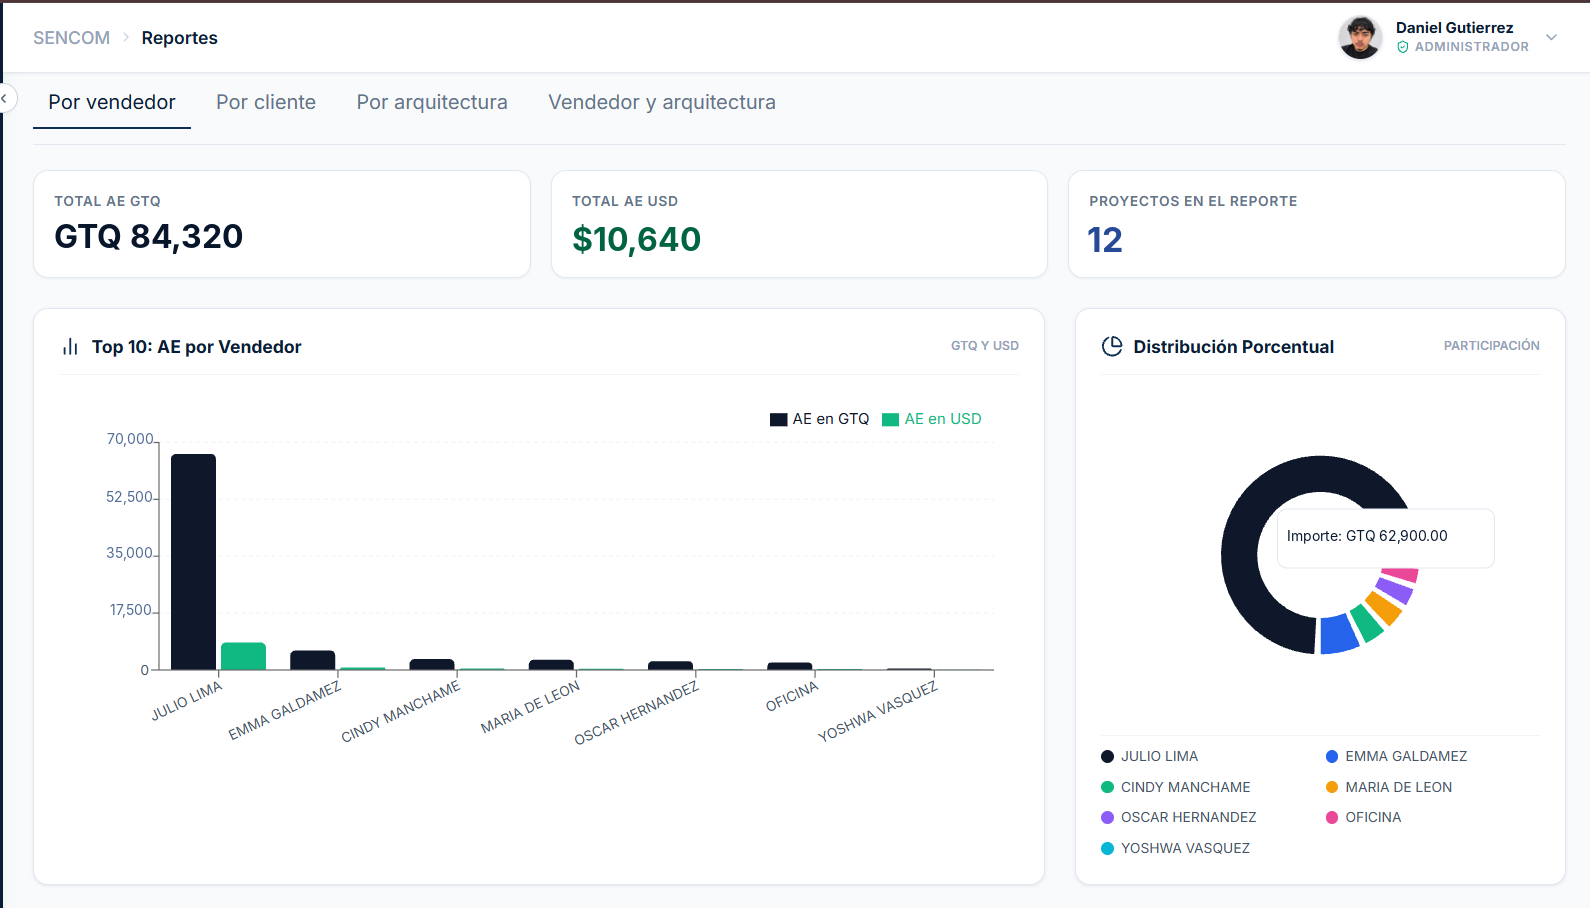 SENCOM > Reportes
Daniel Gutierrez
ADMINISTRADOR
Por vendedor Por cliente Por arquitectura Vendedor y arquitectura
TOTAL AE GTQ
GTQ 84,320
TOTAL AE USD
$10,640
PROYECTOS EN EL REPORTE
12
Top 10: AE por Vendedor
GTQ Y USD
AE en GTQ AE en USD
70,000
52,500
35,000
17,500
0
JULIO LIMA
EMMA GALDAMEZ
CINDY MANCHAME
MARIA DE LEON
OSCAR HERNANDEZ
OFICINA
YOSHWA VASQUEZ
Distribución Porcentual
PARTICIPACIÓN
Importe: GTQ 62,900.00
JULIO LIMA
EMMA GALDAMEZ
CINDY MANCHAME
MARIA DE LEON
OSCAR HERNANDEZ
OFICINA
YOSHWA VASQUEZ